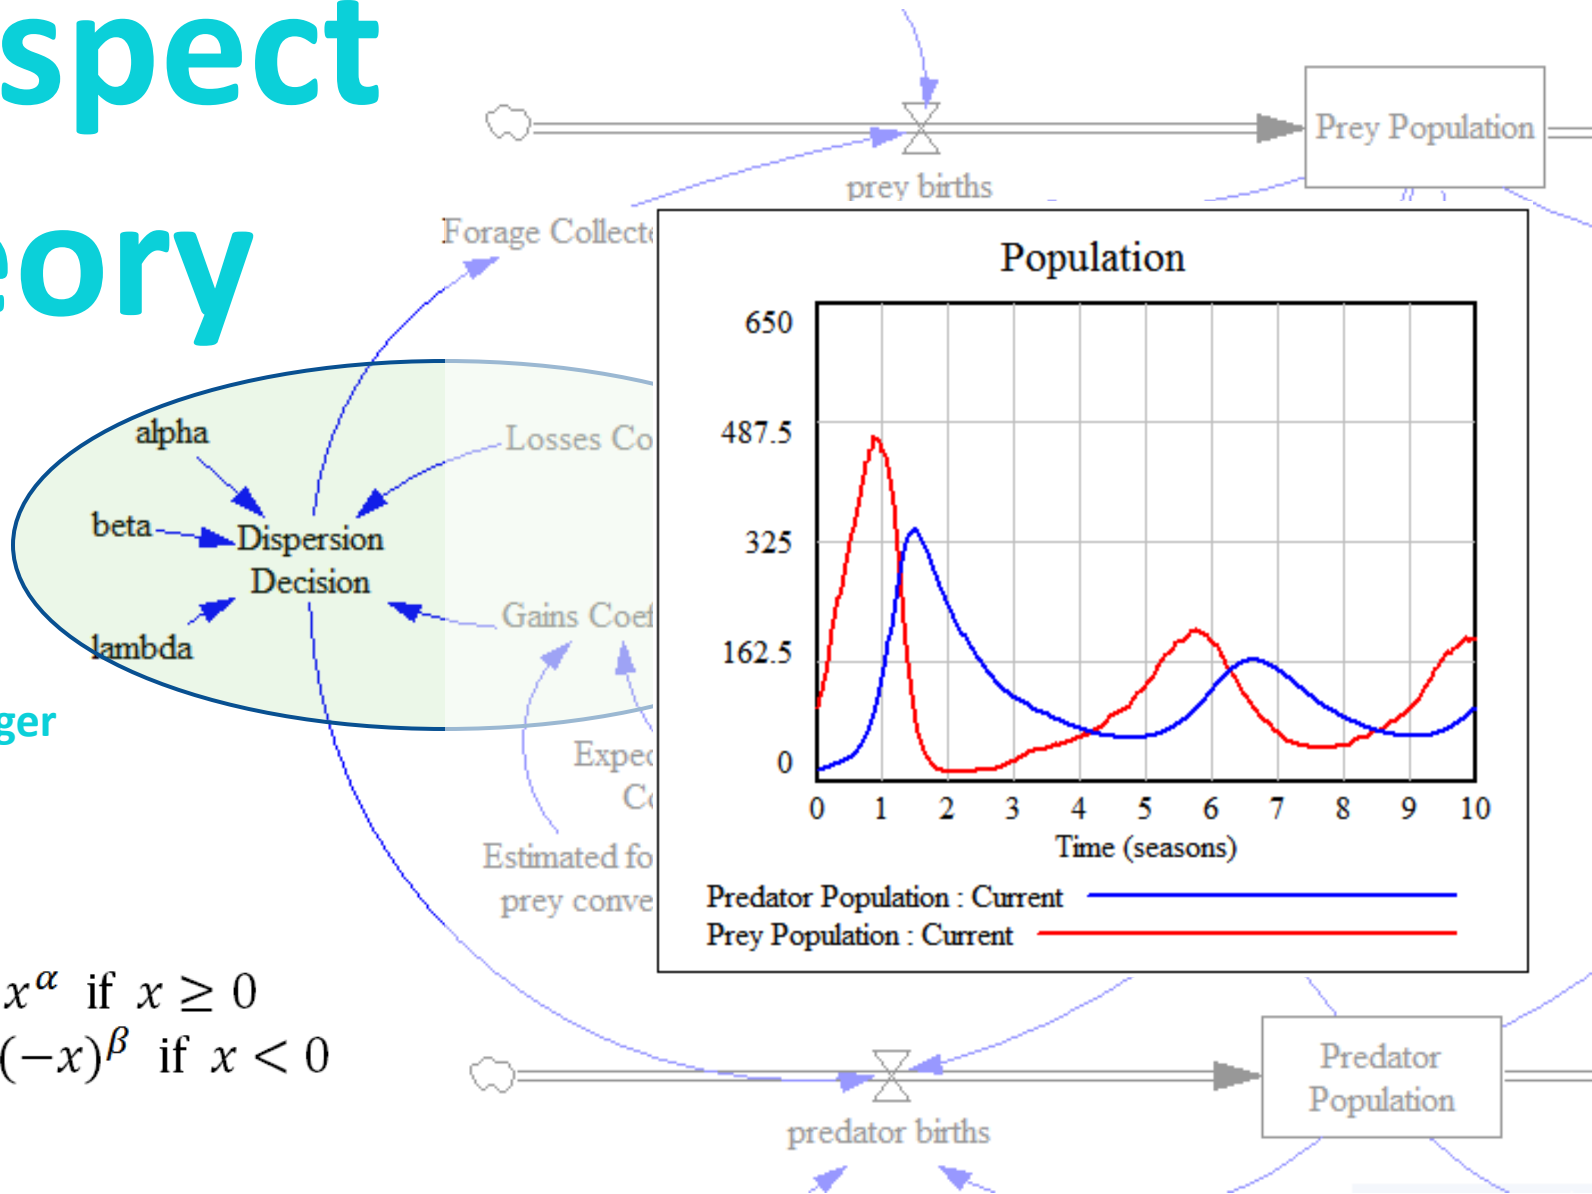 spect
eory
prey births
Prey Population
Forage Collecte
alpha
beta
lambda
Dispersion
Decision
Losses Co
Gains Coef
ger
Expec
Co
Estimated fo
prey conve
x^α if x ≥ 0
(−x)^β if x < 0
Population
650
487.5
325
162.5
0
0 1 2 3 4 5 6 7 8 9 10
Time (seasons)
Predator Population : Current
Prey Population : Current
predator births
Predator
Population